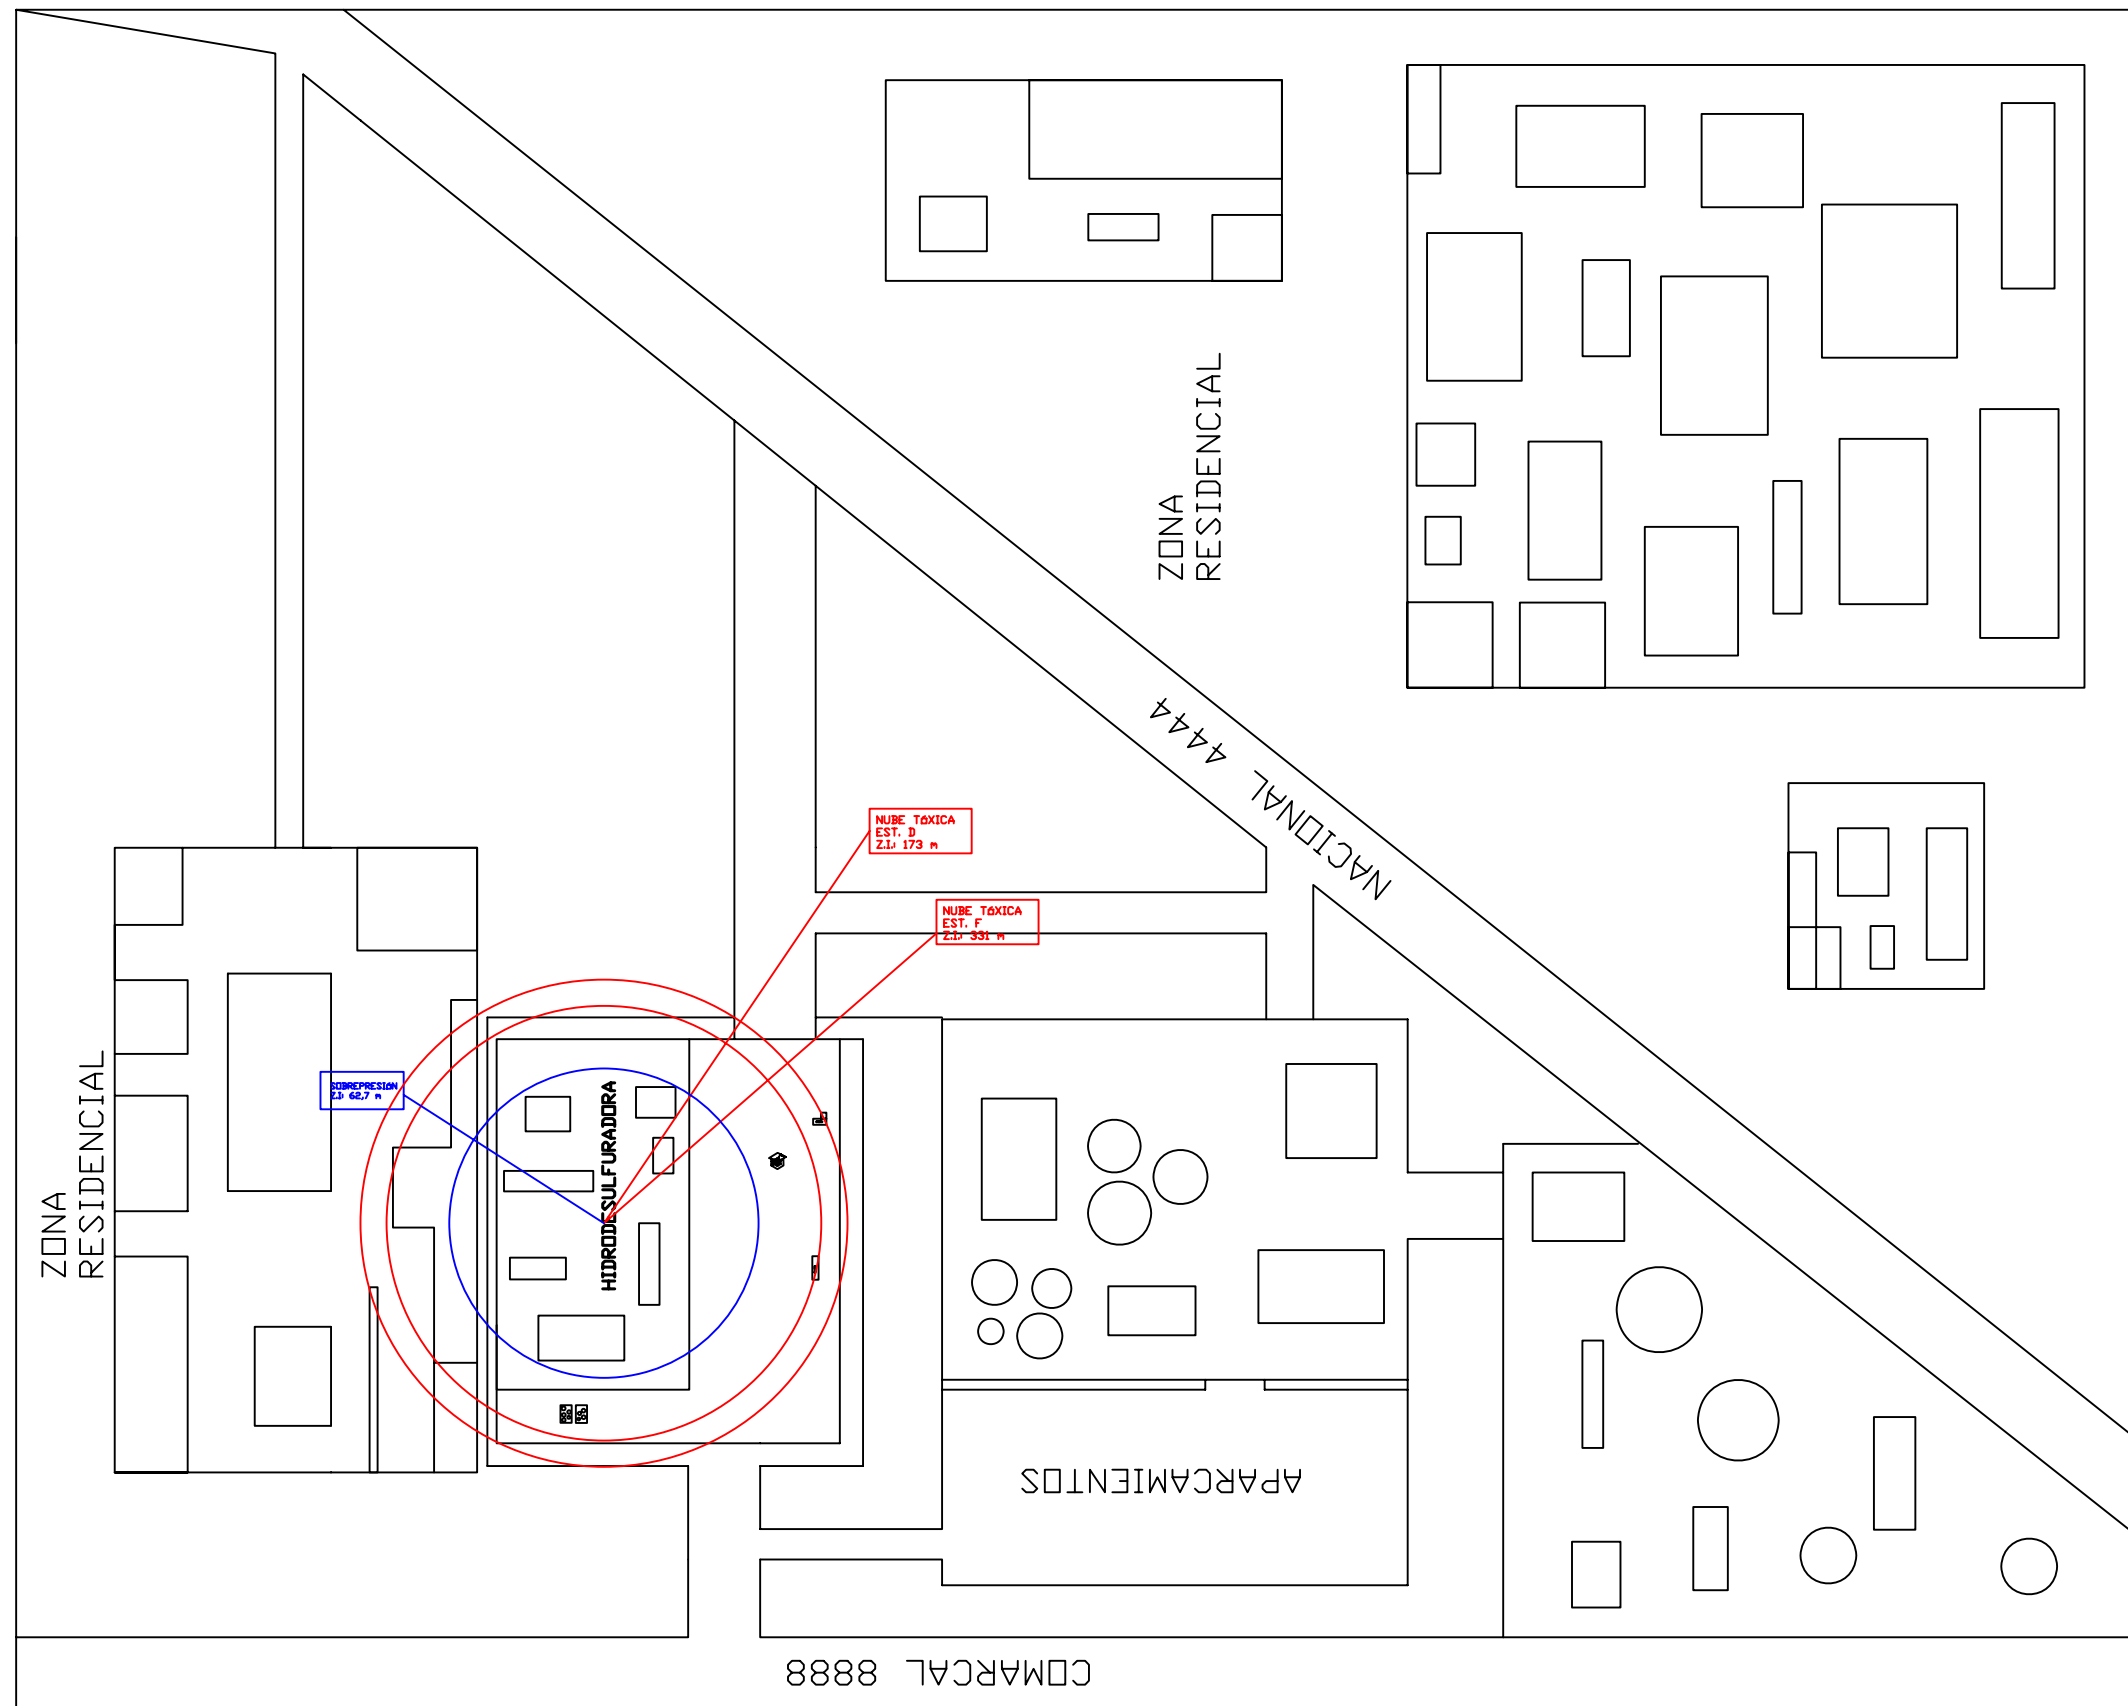 ZONA
RESIDENCIAL
NACIONAL 4444
NUBE TóXICA
EST. D
Z.I.: 173 m
NUBE TóXICA
EST. F
Z.I.: 331 m
SOBREPRESIóN
Z.I: 62,7 m
HIDRODESULFURADORA
ZONA
RESIDENCIAL
APARCAMIENTOS
COMARCAL 8888